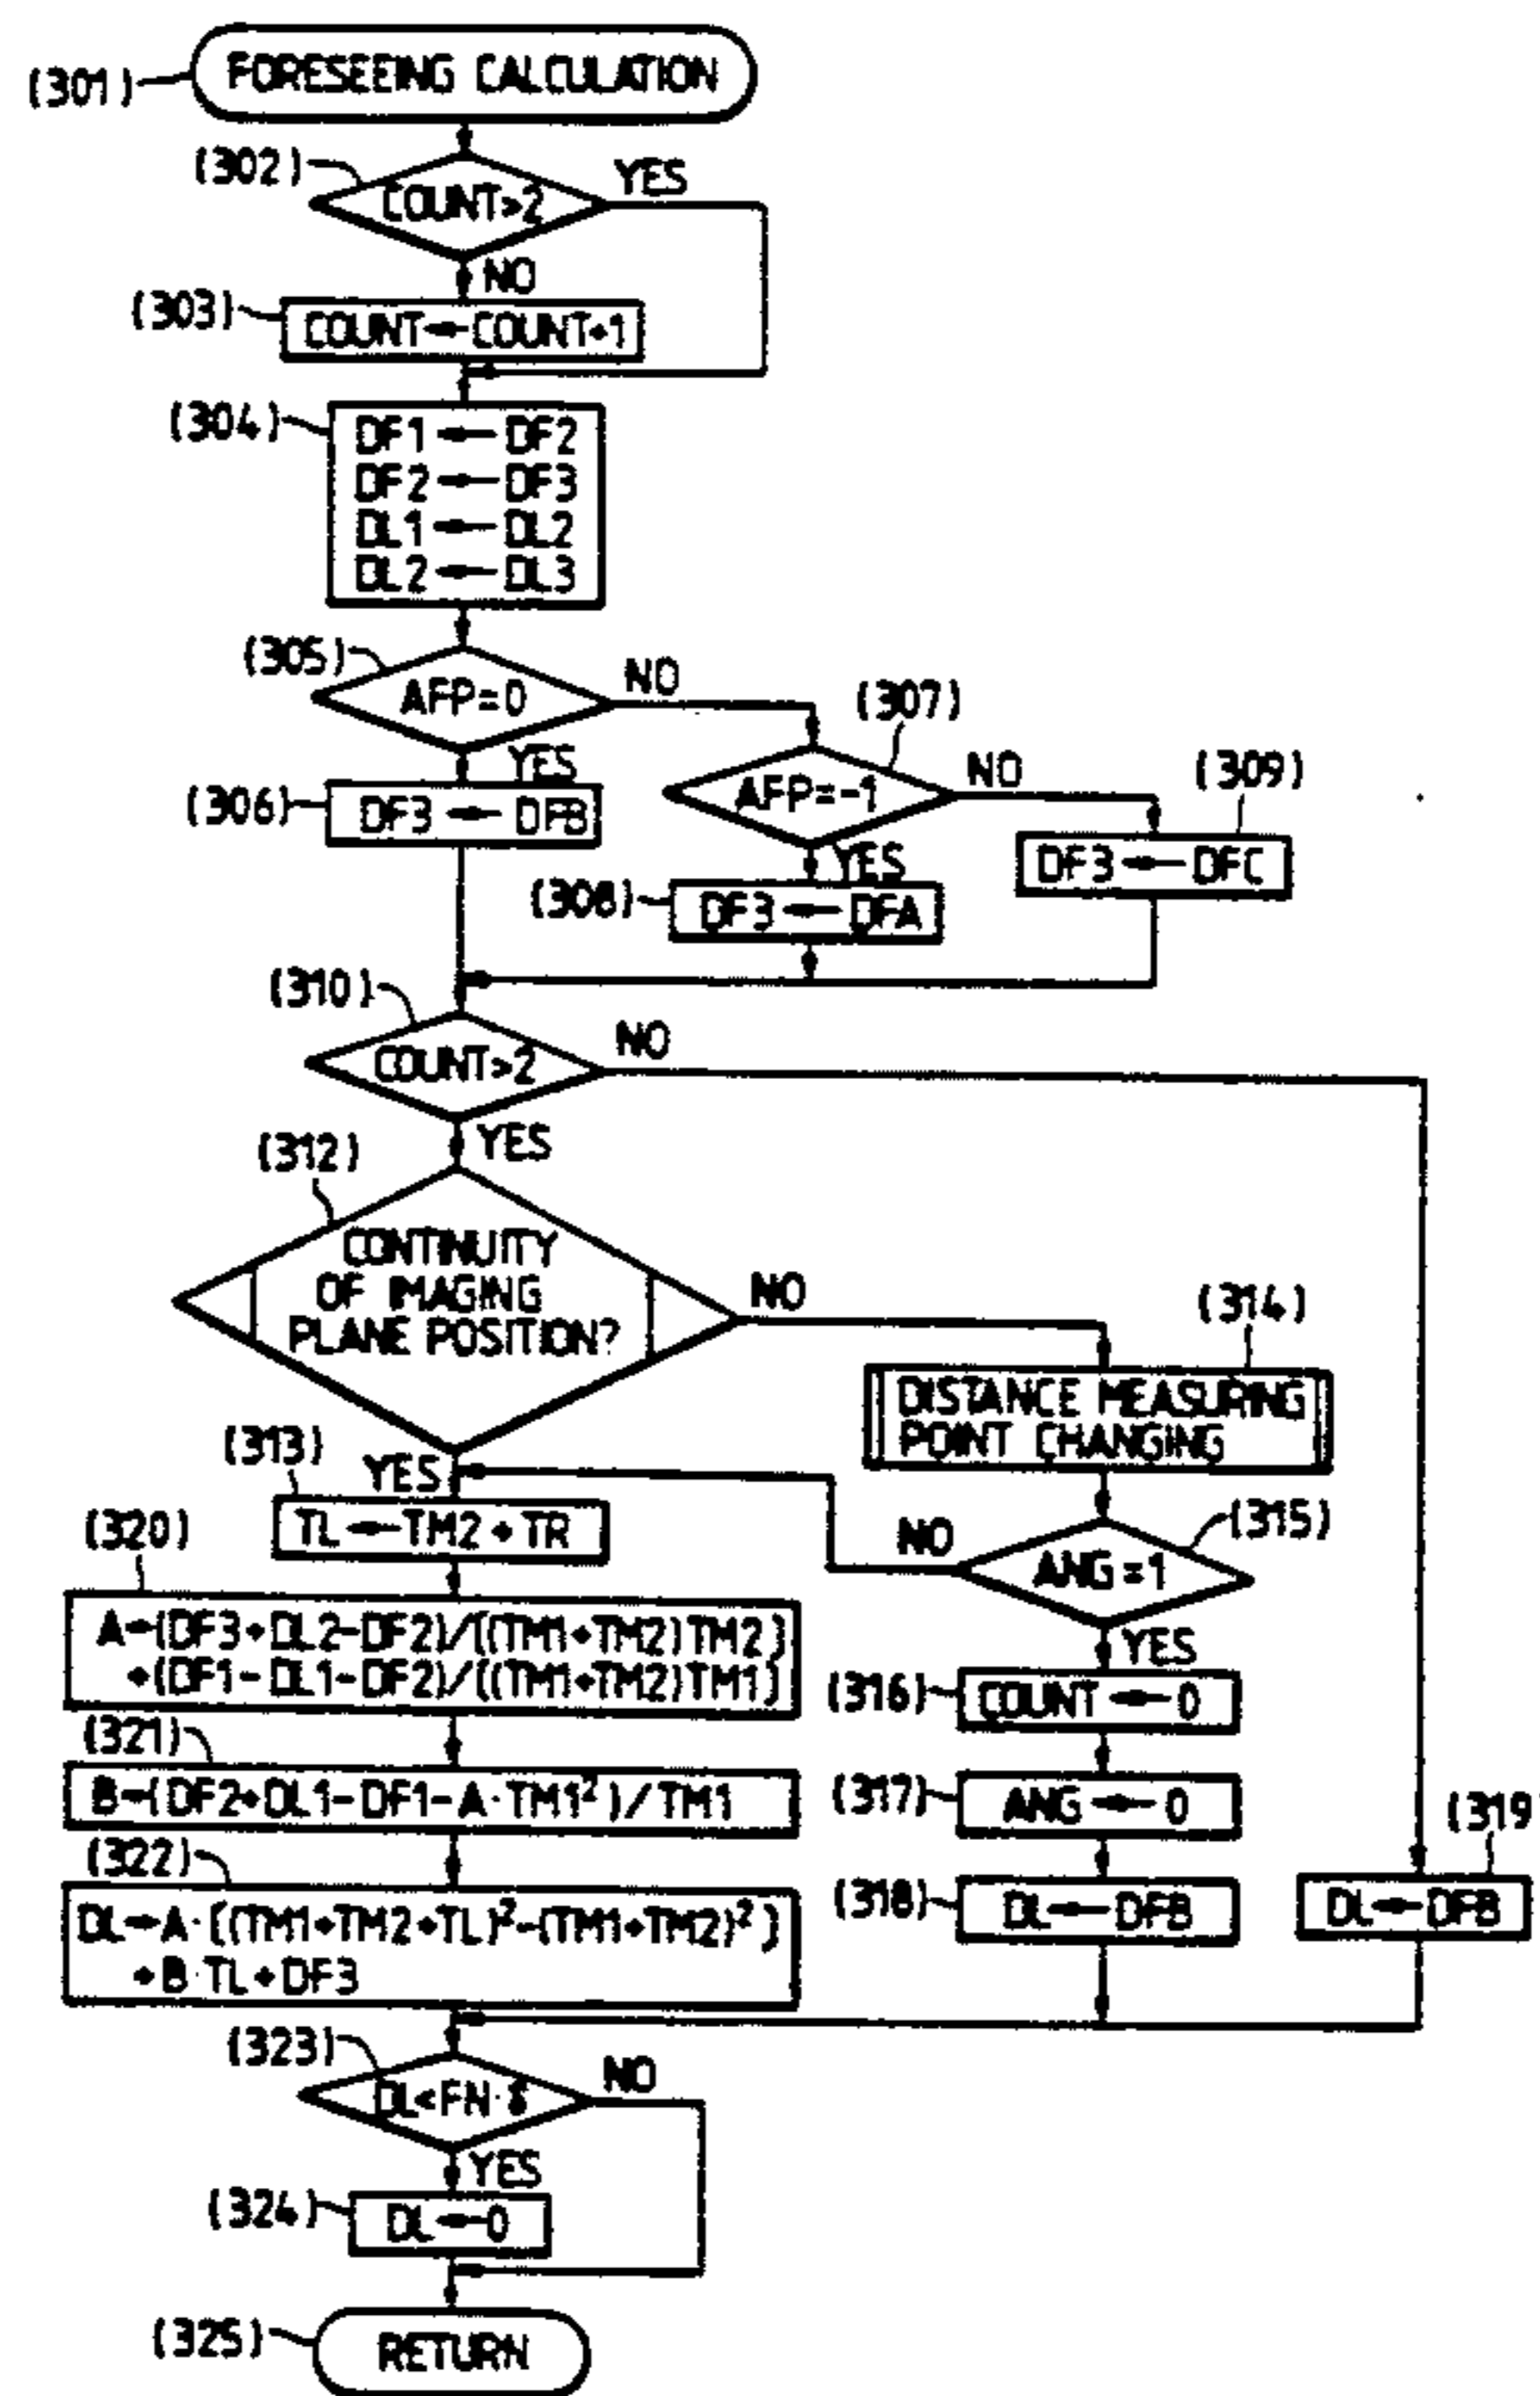 (301) FORESEEING CALCULATION
(302) COUNT>2 YES
NO
(303) COUNT←COUNT+1
(304) DF1←DF2
DF2←DF3
DL1←DL2
DL2←DL3
(305) AFP=0 NO
YES
(306) DF3←DFB
(307) AFP=-1 NO
YES
(308) DF3←DFA
(309) DF3←DFC
(310) COUNT>2 NO
YES
(312) CONTINUITY
OF IMAGING
PLANE POSITION? NO
YES
(313) TL←TM2+TR
(314) DISTANCE MEASURING
POINT CHANGING
(315) ANG=1 NO
YES
(316) COUNT←0
(317) ANG←0
(318) DL←DFB
(319) DL←DFB
(320) A←(DF3+DL2-DF2)/{(TM1+TM2)TM2}
+(DF1-DL1-DF2)/{(TM1+TM2)TM1}
(321) B←(DF2+DL1-DF1-A·TM1²)/TM1
(322) DL←A·{(TM1+TM2+TL)²-(TM1+TM2)²}
+B·TL+DF3
(323) DL<FN·δ NO
YES
(324) DL←0
(325) RETURN